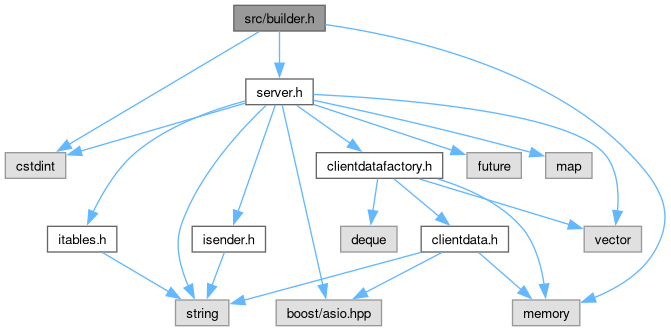 src/builder.h
server.h
cstdint
clientdatafactory.h
future
map
itables.h
isender.h
deque
clientdata.h
vector
string
boost/asio.hpp
memory